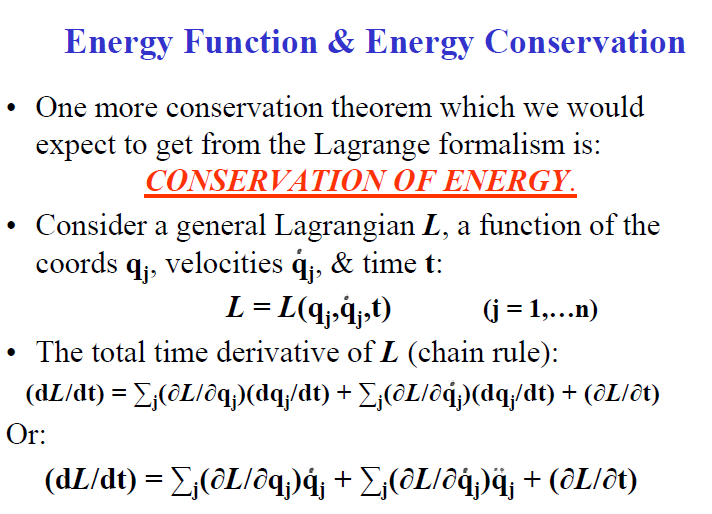 Energy Function & Energy Conservation
• One more conservation theorem which we would
expect to get from the Lagrange formalism is:
CONSERVATION OF ENERGY.
• Consider a general Lagrangian L, a function of the
coords qⱼ, velocities q̇ⱼ, & time t:
L = L(qⱼ,q̇ⱼ,t) (j = 1,…n)
• The total time derivative of L (chain rule):
(dL/dt) = ∑ⱼ(∂L/∂qⱼ)(dqⱼ/dt) + ∑ⱼ(∂L/∂q̇ⱼ)(dq̇ⱼ/dt) + (∂L/∂t)
Or:
(dL/dt) = ∑ⱼ(∂L/∂qⱼ)q̇ⱼ + ∑ⱼ(∂L/∂q̇ⱼ)q̈ⱼ + (∂L/∂t)